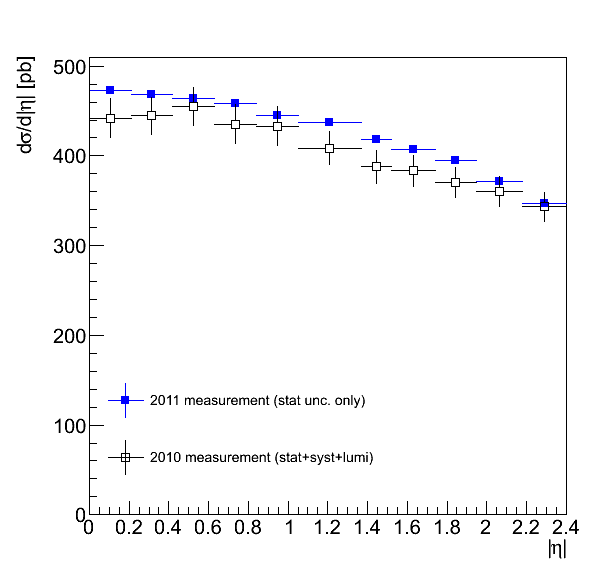 dσ/d|η| [pb]
500
400
300
200
100
0
2011 measurement (stat unc. only)
2010 measurement (stat+syst+lumi)
0 0.2 0.4 0.6 0.8 1 1.2 1.4 1.6 1.8 2 2.2 2.4
|η|